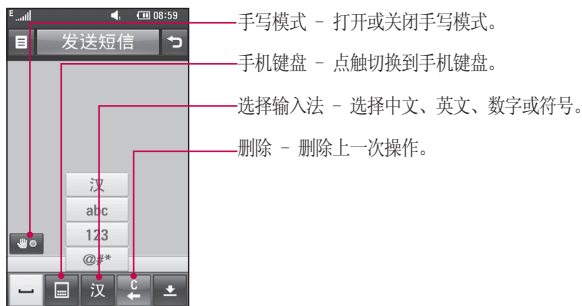 E 08:59
发送短信
手写模式 - 打开或关闭手写模式。
手机键盘 - 点触切换到手机键盘。
选择输入法 - 选择中文、英文、数字或符号。
删除 - 删除上一次操作。
汉
abc
123
@#*
汉 C